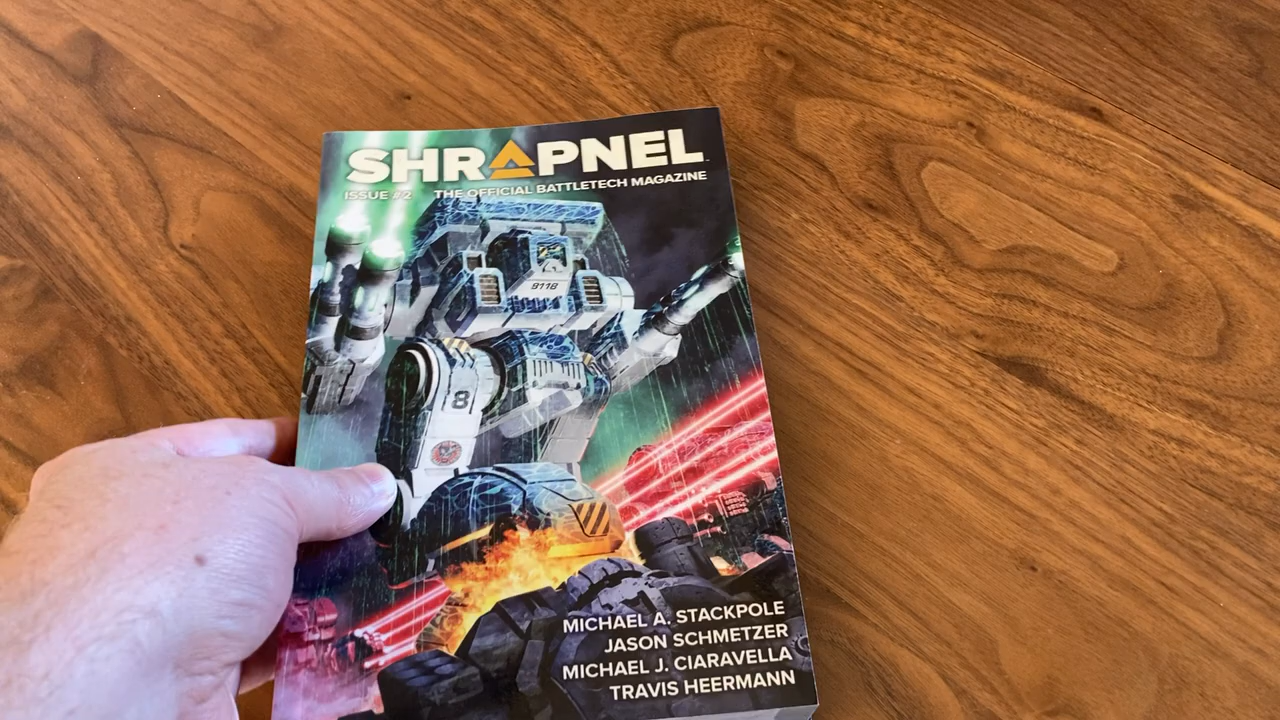 SHRAPNEL
ISSUE #2 THE OFFICIAL BATTLETECH MAGAZINE
9118
8
MICHAEL A. STACKPOLE
JASON SCHMETZER
MICHAEL J. CIARAVELLA
TRAVIS HEERMANN